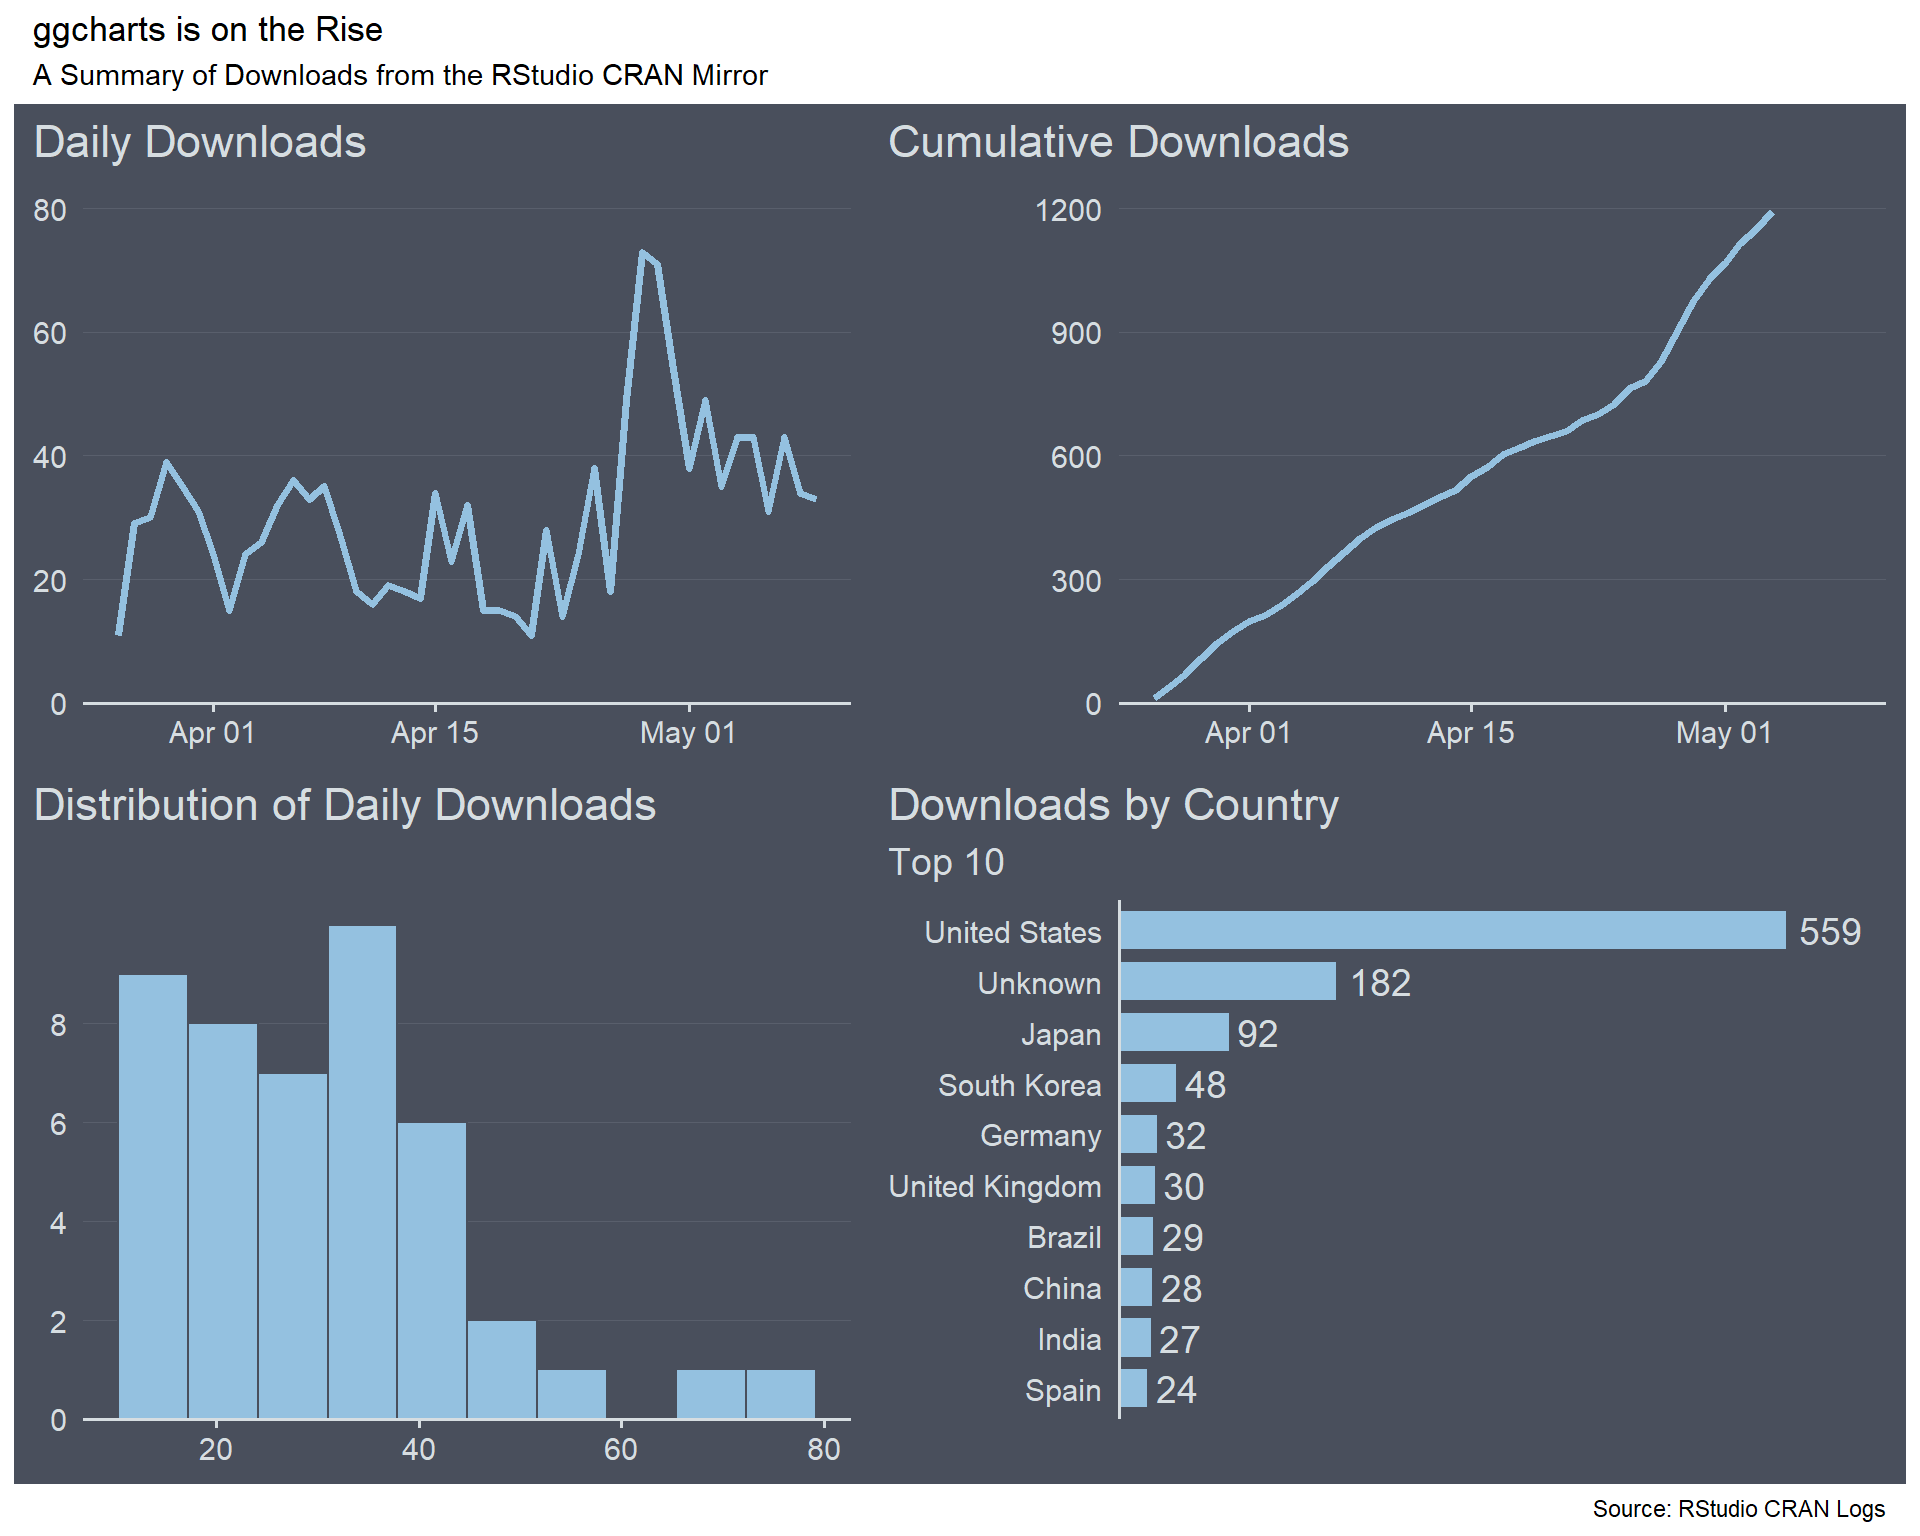 ggcharts is on the Rise
A Summary of Downloads from the RStudio CRAN Mirror
Daily Downloads
80
60
40
20
0
Apr 01 Apr 15 May 01
Cumulative Downloads
1200
900
600
300
0
Apr 01 Apr 15 May 01
Distribution of Daily Downloads
8
6
4
2
0
20 40 60 80
Downloads by Country
Top 10
United States 559
Unknown 182
Japan 92
South Korea 48
Germany 32
United Kingdom 30
Brazil 29
China 28
India 27
Spain 24
Source: RStudio CRAN Logs